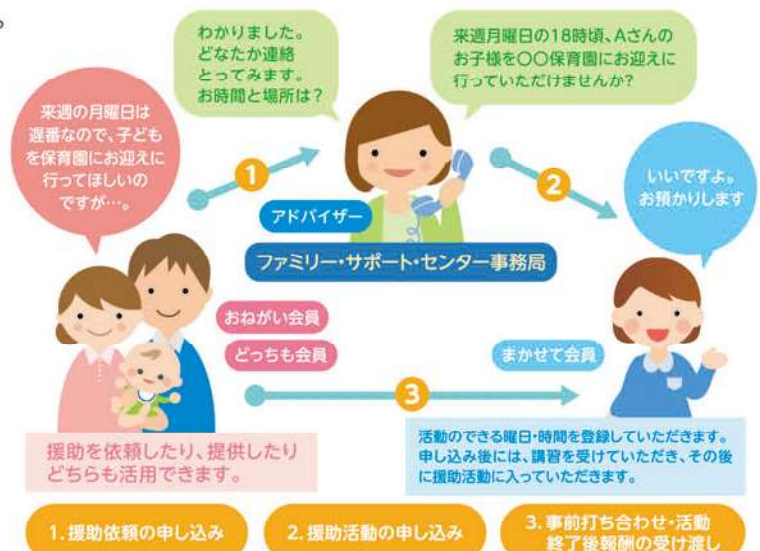 わかりました。
どなたか連絡
とってみます。
お時間と場所は？
来週月曜日の18時頃、Aさんの
お子様を〇〇保育園にお迎えに
行っていただけませんか？
来週の月曜日は
遅番なので、子ども
を保育園にお迎えに
行ってほしいの
ですが…。
1
2
いいですよ。
お預かりします
アドバイザー
ファミリー・サポート・センター事務局
おねがい会員
どっちも会員
まかせて会員
3
援助を依頼したり、提供したり
どちらも活用できます。
活動のできる曜日・時間を登録していただきます。
申し込み後には、講習を受けていただき、その後
に援助活動に入っていただきます。
1. 援助依頼の申し込み
2. 援助活動の申し込み
3. 事前打ち合わせ・活動
終了後報酬の受け渡し